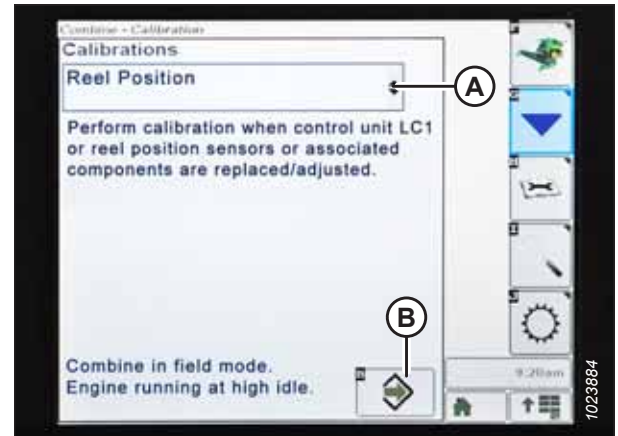 Combine - Calibration
Calibrations
Reel Position
A
Perform calibration when control unit LC1
or reel position sensors or associated
components are replaced/adjusted.
B
Combine in field mode.
Engine running at high idle.
9:20am
1023884